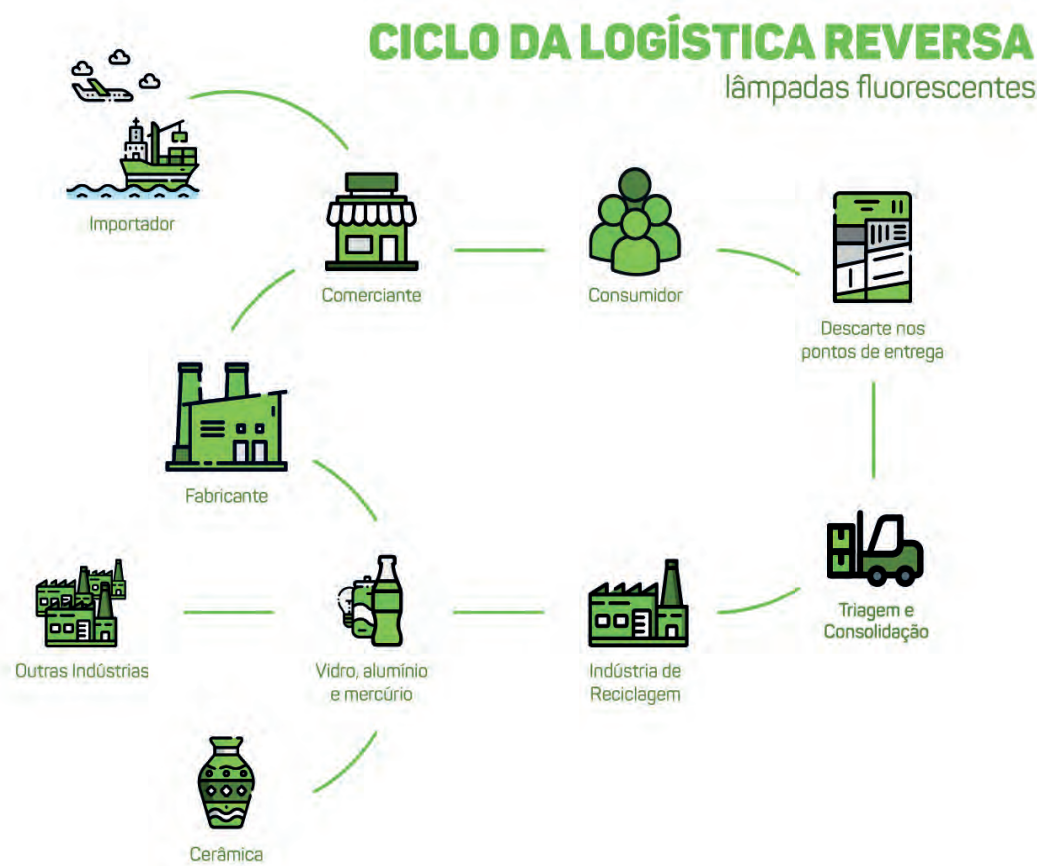 CICLO DA LOGÍSTICA REVERSA
lâmpadas fluorescentes
Importador
Comerciante
Consumidor
Descarte nos
pontos de entrega
Fabricante
Triagem e
Consolidação
Outras Indústrias
Vidro, alumínio
e mercúrio
Indústria de
Reciclagem
Cerâmica